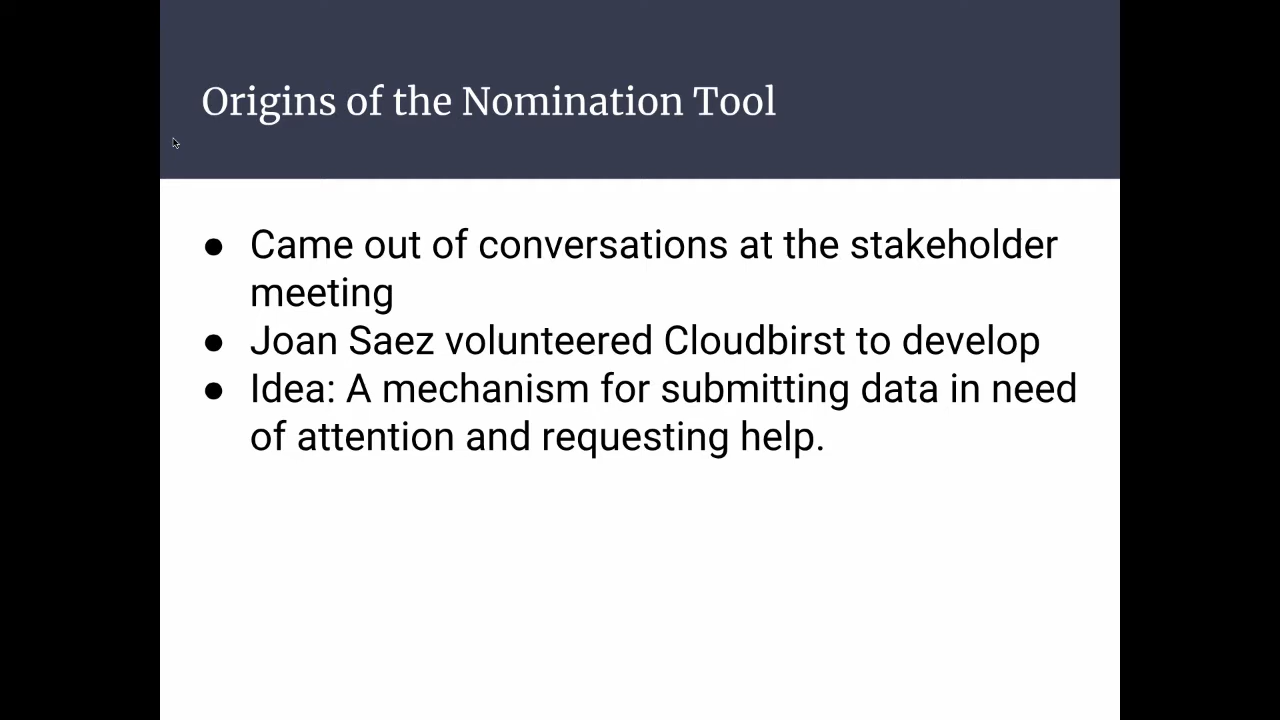 Origins of the Nomination Tool
● Came out of conversations at the stakeholder
meeting
● Joan Saez volunteered Cloudbirst to develop
● Idea: A mechanism for submitting data in need
of attention and requesting help.